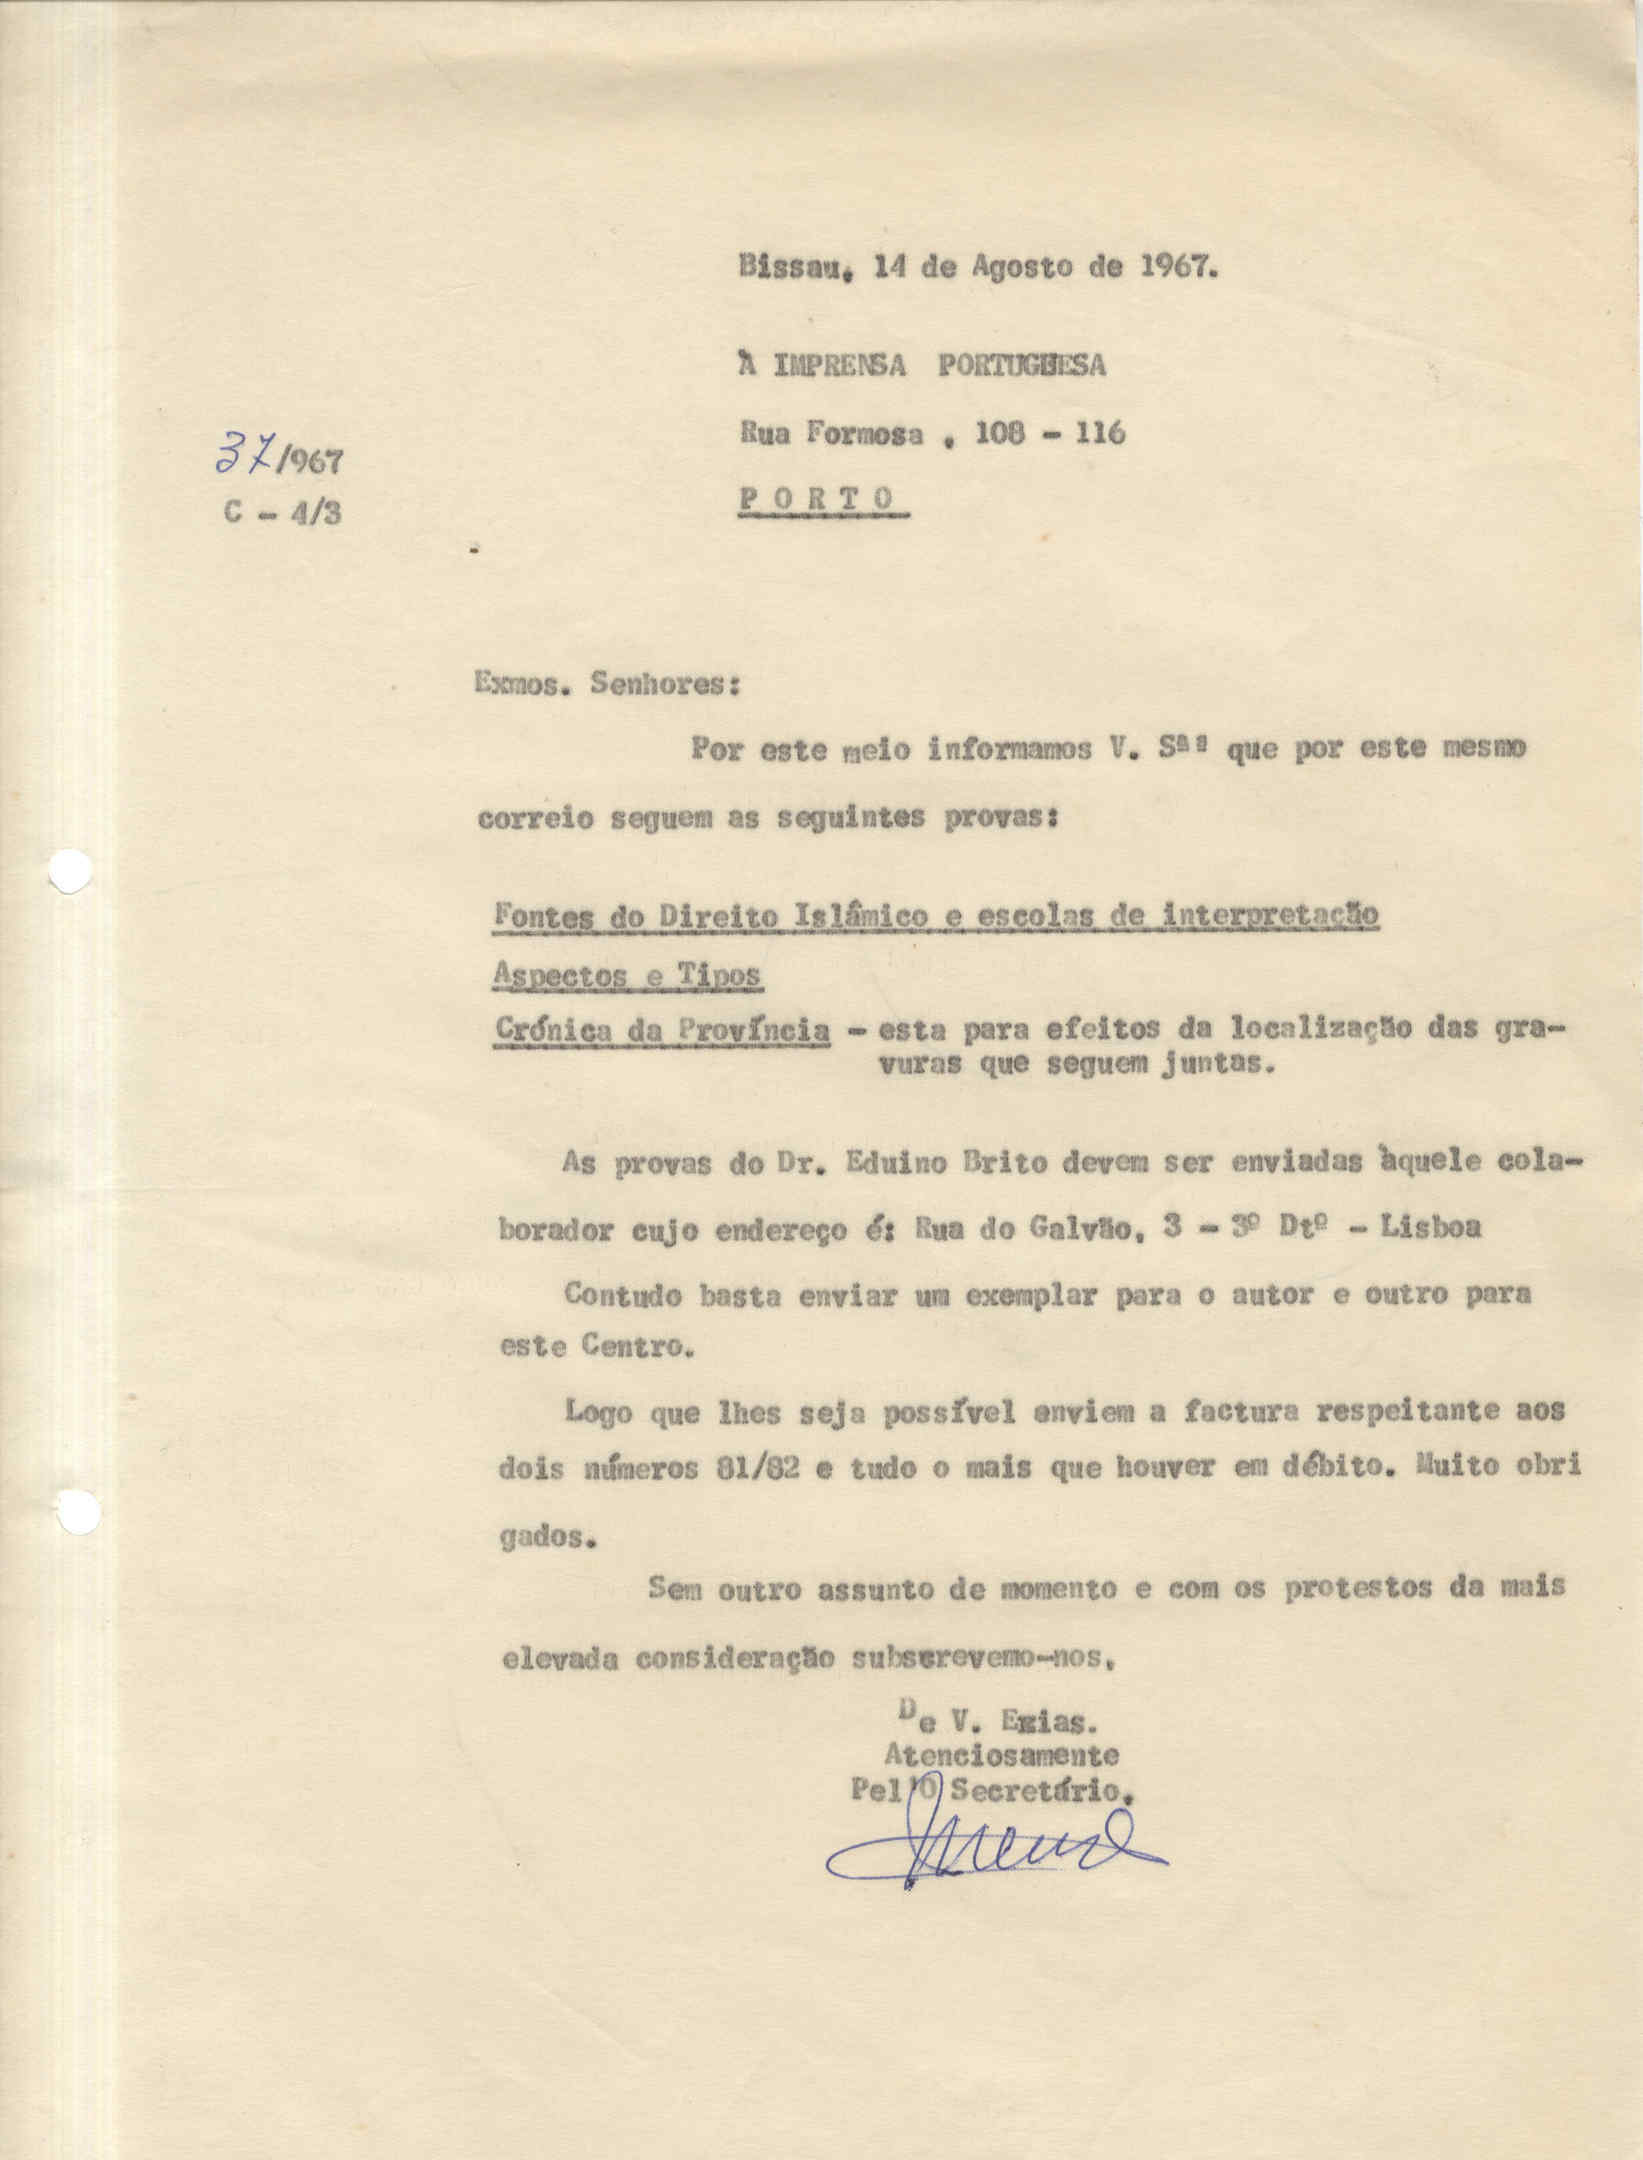 Bissau, 14 de Agosto de 1967.
À IMPRENSA PORTUGUESA
Rua Formosa , 108 - 116
37/967
C - 4/3
P O R T O
Exmos. Senhores:
Por este meio informamos V. Sªª que por este mesmo
correio seguem as seguintes provas:
Fontes do Direito Islâmico e escolas de interpretação
Aspectos e Tipos
Crónica da Província - esta para efeitos da localização das gra-
vuras que seguem juntas.
As provas do Dr. Eduino Brito devem ser enviadas àquele cola-
borador cujo endereço é: Rua do Galvão, 3 - 3º Dtº - Lisboa
Contudo basta enviar um exemplar para o autor e outro para
este Centro.
Logo que lhes seja possível enviem a factura respeitante aos
dois números 81/82 e tudo o mais que houver em débito. Muito obri
gados.
Sem outro assunto de momento e com os protestos da mais
elevada consideração subscrevemo-nos,
De V. Exias.
Atenciosamente
Pel'O Secretário,